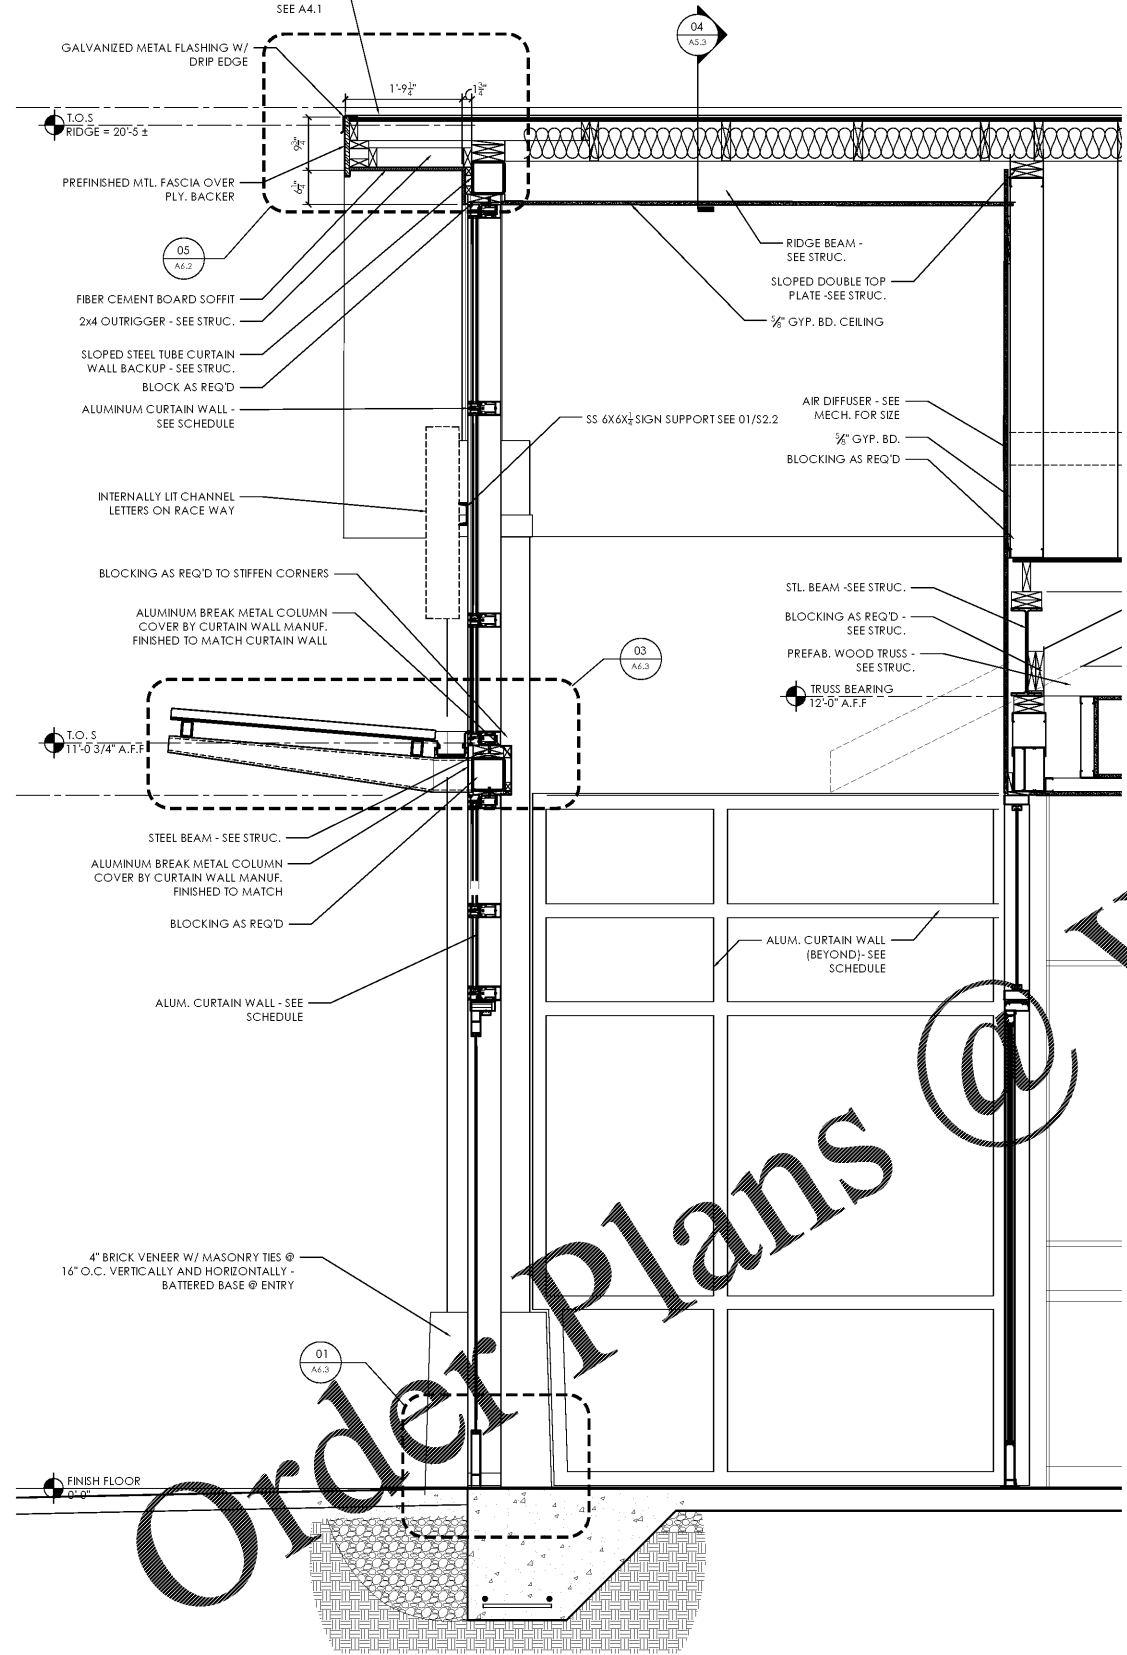 SEE A4.1
04
A5.3
GALVANIZED METAL FLASHING W/
DRIP EDGE
1'-9¼"
1¾"
T.O.S
RIDGE = 20'-5 ±
9¾"
PREFINISHED MTL. FASCIA OVER
PLY. BACKER
6¼"
05
A6.2
RIDGE BEAM -
SEE STRUC.
SLOPED DOUBLE TOP
PLATE -SEE STRUC.
⅝" GYP. BD. CEILING
FIBER CEMENT BOARD SOFFIT
2x4 OUTRIGGER - SEE STRUC.
SLOPED STEEL TUBE CURTAIN
WALL BACKUP - SEE STRUC.
BLOCK AS REQ'D
ALUMINUM CURTAIN WALL -
SEE SCHEDULE
SS 6X6X¼ SIGN SUPPORT SEE 01/S2.2
AIR DIFFUSER - SEE
MECH. FOR SIZE
⅝" GYP. BD.
BLOCKING AS REQ'D
INTERNALLY LIT CHANNEL
LETTERS ON RACE WAY
BLOCKING AS REQ'D TO STIFFEN CORNERS
ALUMINUM BREAK METAL COLUMN
COVER BY CURTAIN WALL MANUF.
FINISHED TO MATCH CURTAIN WALL
STL. BEAM -SEE STRUC.
BLOCKING AS REQ'D -
SEE STRUC.
PREFAB. WOOD TRUSS -
SEE STRUC.
03
A6.3
TRUSS BEARING
12'-0" A.F.F
T.O. S
11'-0 3/4" A.F.F
STEEL BEAM - SEE STRUC.
ALUMINUM BREAK METAL COLUMN
COVER BY CURTAIN WALL MANUF.
FINISHED TO MATCH
BLOCKING AS REQ'D
ALUM. CURTAIN WALL
(BEYOND)- SEE
SCHEDULE
ALUM. CURTAIN WALL - SEE
SCHEDULE
4" BRICK VENEER W/ MASONRY TIES @
16" O.C. VERTICALLY AND HORIZONTALLY -
BATTERED BASE @ ENTRY
01
A6.3
FINISH FLOOR
0'-0"
Order Plans @